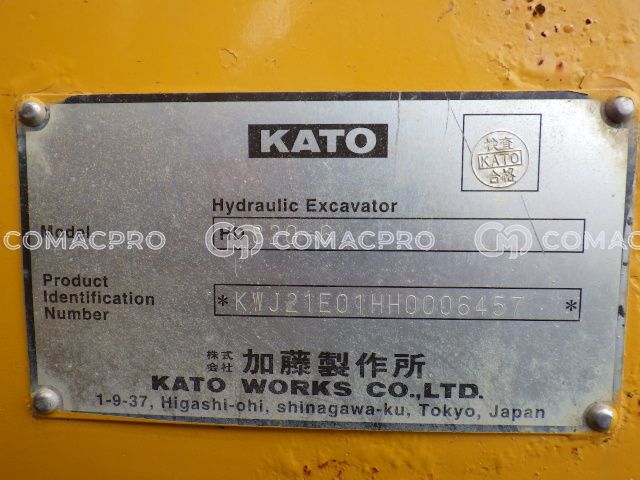 KATO
検査
KATO
合格
Hydraulic Excavator
Model
COMACPRO COMACPRO COMACPRO
Product
Identification
Number
*KWJ21E01HH0006457 *
株式
会社
加藤製作所
KATO WORKS CO.,LTD.
1-9-37, Higashi-ohi, shinagawa-ku, Tokyo, Japan